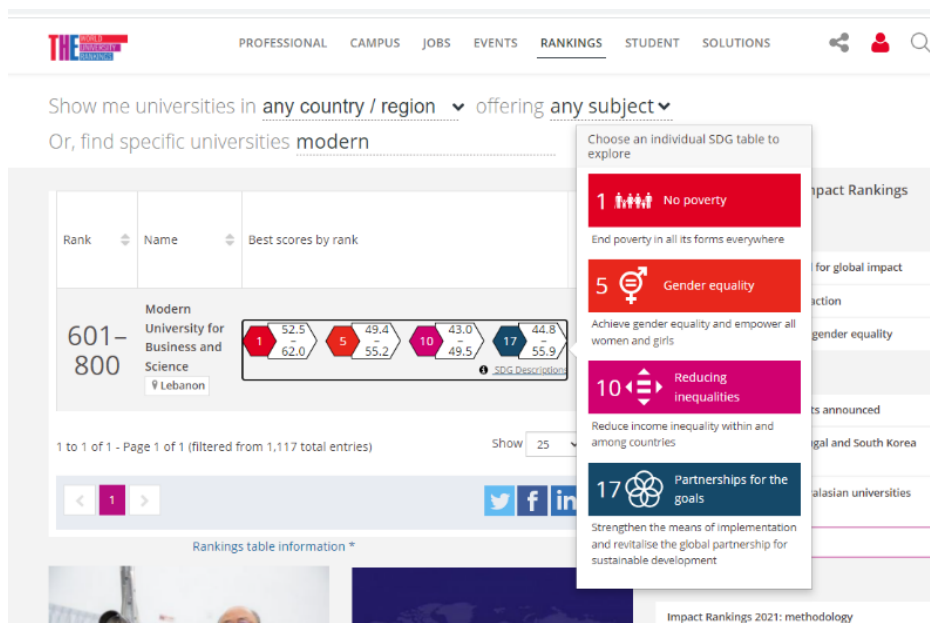 THE WORLD UNIVERSITY RANKINGS
PROFESSIONAL CAMPUS JOBS EVENTS RANKINGS STUDENT SOLUTIONS
Show me universities in any country / region offering any subject
Or, find specific universities modern
Choose an individual SDG table to
explore
1 No poverty
End poverty in all its forms everywhere
5 Gender equality
Achieve gender equality and empower all
women and girls
10 Reducing
inequalities
Reduce income inequality within and
among countries
17 Partnerships for the
goals
Strengthen the means of implementation
and revitalise the global partnership for
sustainable development
Rank Name Best scores by rank
601–
800
Modern
University for
Business and
Science
Lebanon
1 52.5
–
62.0
5 49.4
–
55.2
10 43.0
–
49.5
17 44.8
–
55.9
SDG Descriptions
1 to 1 of 1 - Page 1 of 1 (filtered from 1,117 total entries)
Show 25
< 1 >
Rankings table information *
Rankings
for global impact
gender equality
announced
and South Korea
universities
Impact Rankings 2021: methodology